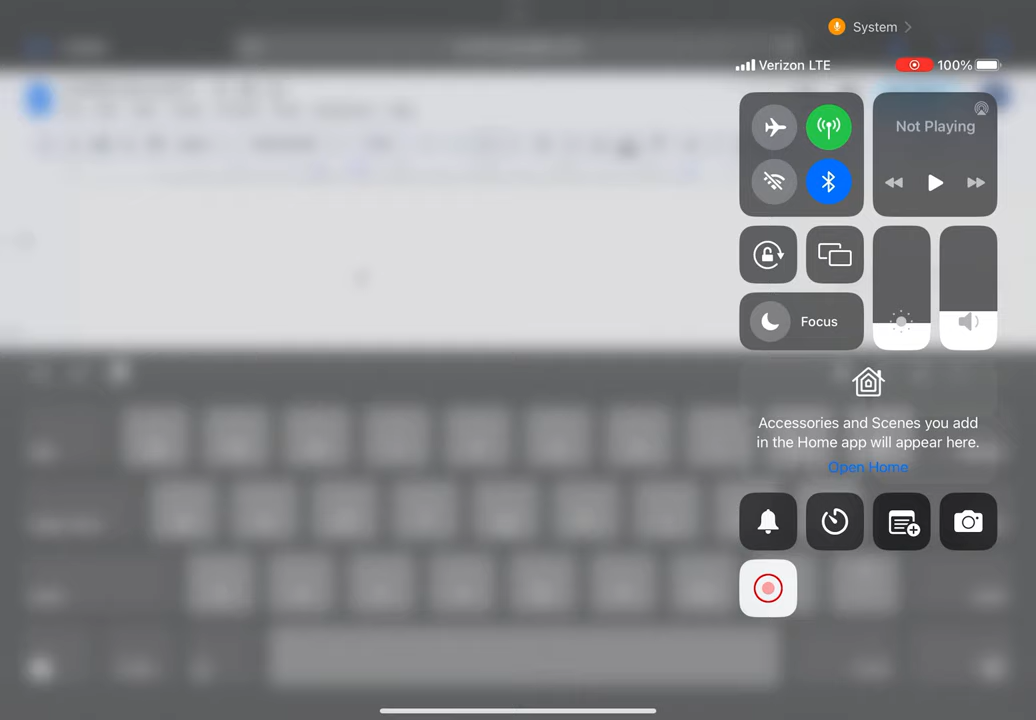 System
Verizon LTE
100%
Not Playing
Focus
Accessories and Scenes you add
in the Home app will appear here.
Open Home